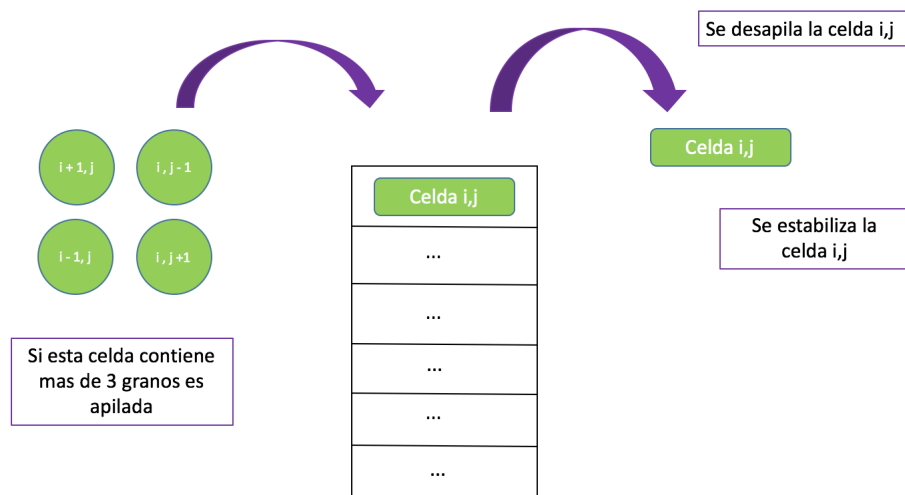 Se desapila la celda i,j
i + 1, j
i , j - 1
Celda i,j
Celda i,j
i - 1, j
i , j +1
Se estabiliza la
celda i,j
...
...
Si esta celda contiene
mas de 3 granos es
apilada
...
...
...